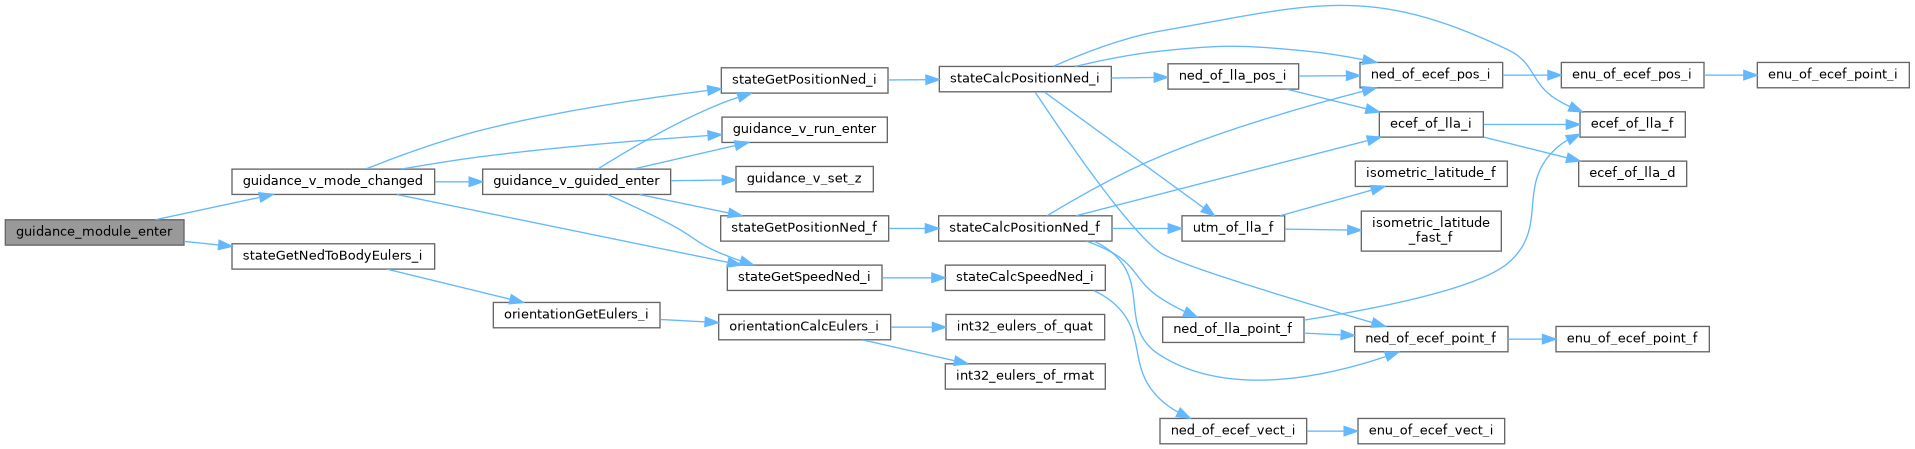 guidance_module_enter
guidance_v_mode_changed
stateGetNedToBodyEulers_i
guidance_v_guided_enter
orientationGetEulers_i
stateGetPositionNed_i
guidance_v_run_enter
guidance_v_set_z
stateGetPositionNed_f
stateGetSpeedNed_i
orientationCalcEulers_i
stateCalcPositionNed_i
stateCalcPositionNed_f
stateCalcSpeedNed_i
int32_eulers_of_quat
int32_eulers_of_rmat
ned_of_lla_pos_i
utm_of_lla_f
ned_of_lla_point_f
ned_of_ecef_vect_i
ned_of_ecef_pos_i
ecef_of_lla_i
isometric_latitude_f
isometric_latitude
_fast_f
ned_of_ecef_point_f
enu_of_ecef_vect_i
enu_of_ecef_pos_i
ecef_of_lla_f
ecef_of_lla_d
enu_of_ecef_point_f
enu_of_ecef_point_i